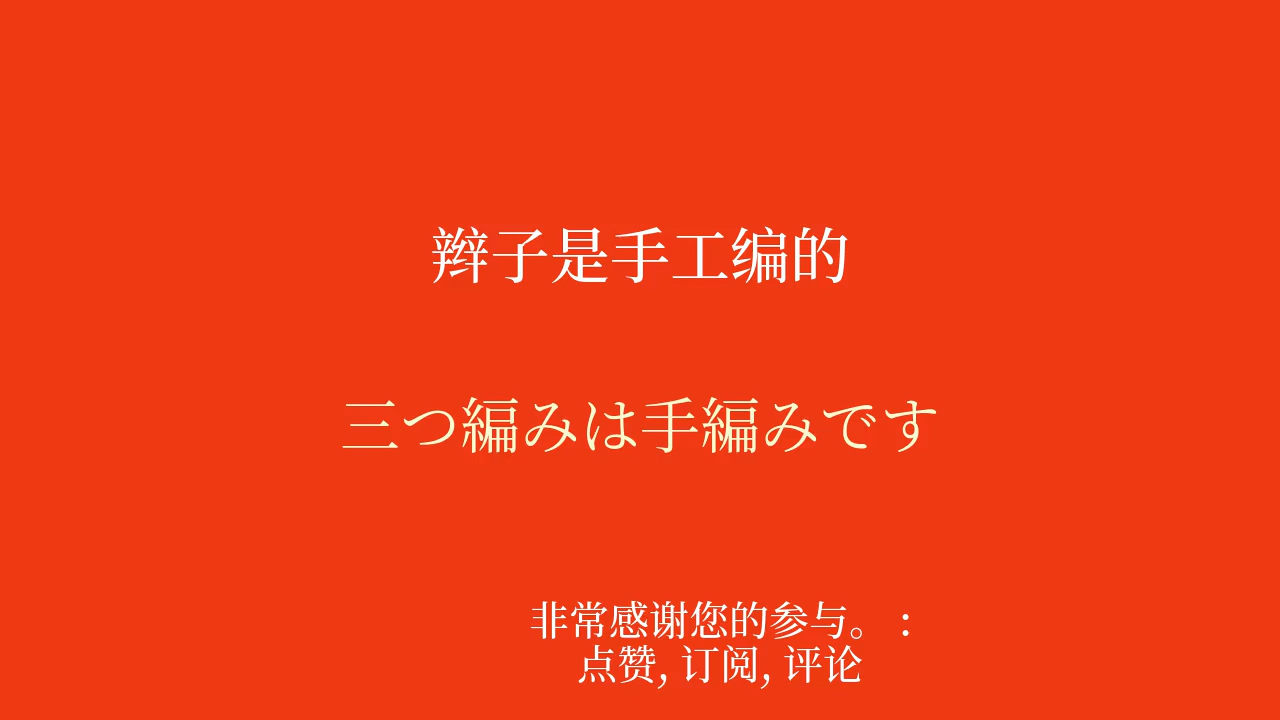 辫子是手工编的
三つ編みは手編みです
非常感谢您的参与。 :
点赞, 订阅, 评论